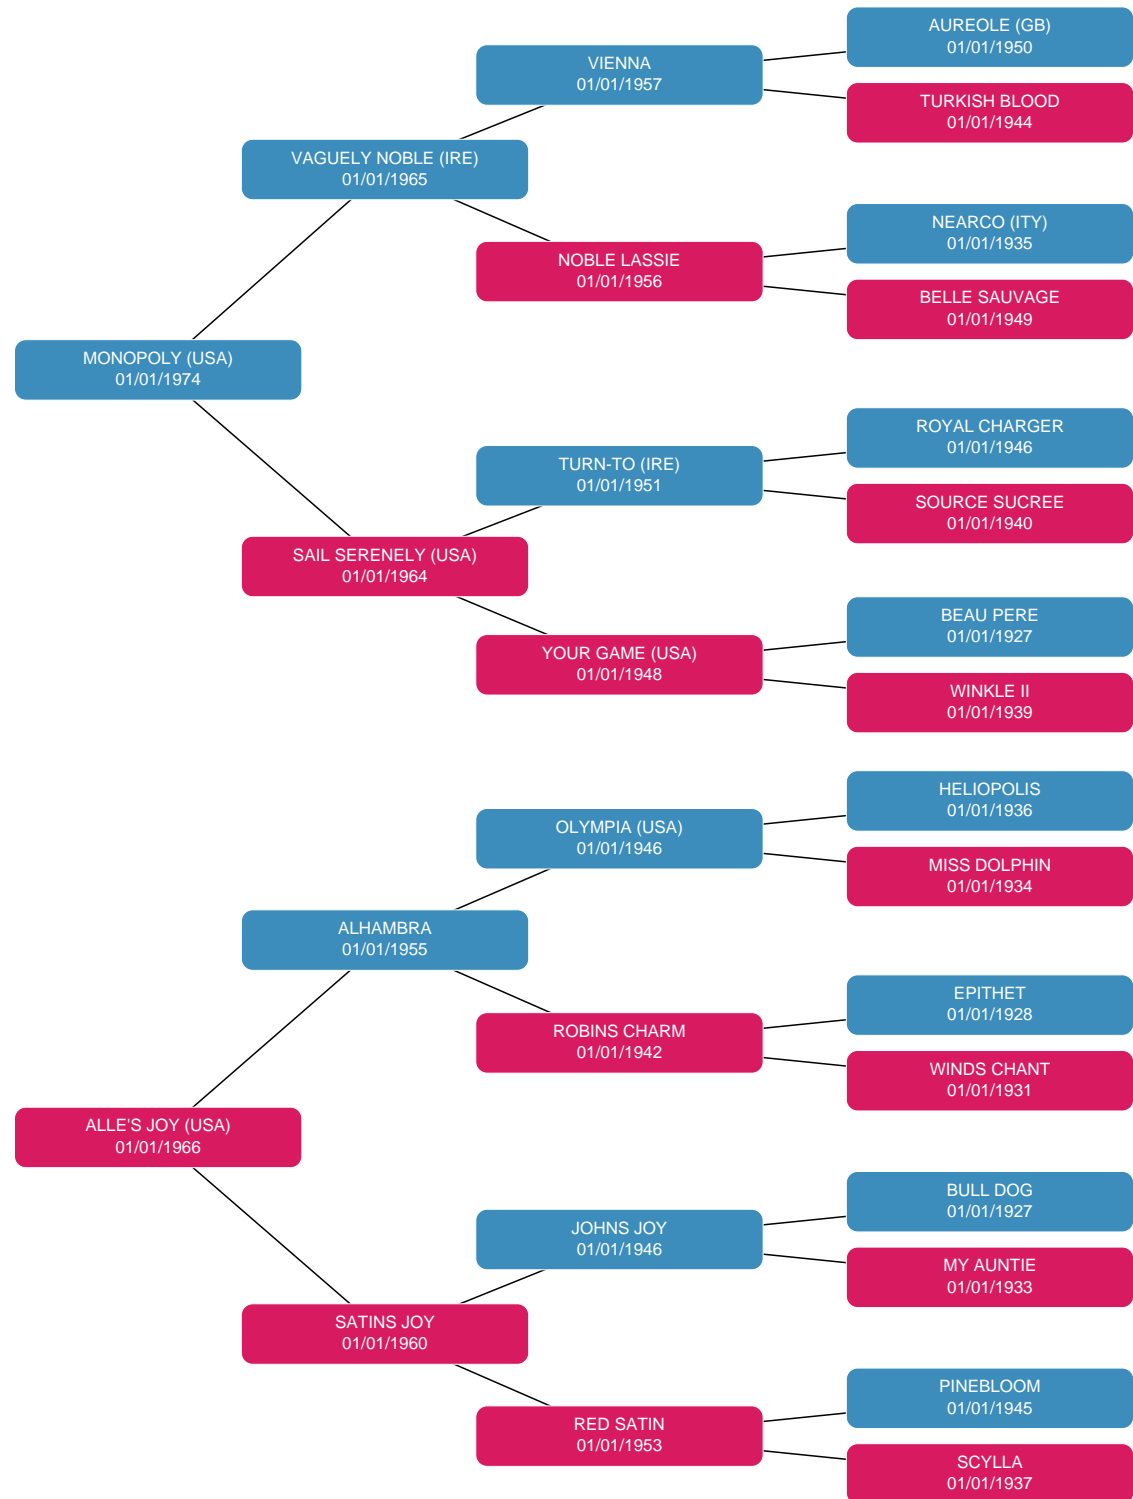 AUREOLE (GB)
01/01/1950
VIENNA
01/01/1957
TURKISH BLOOD
01/01/1944
VAGUELY NOBLE (IRE)
01/01/1965
NEARCO (ITY)
01/01/1935
NOBLE LASSIE
01/01/1956
BELLE SAUVAGE
01/01/1949
MONOPOLY (USA)
01/01/1974
ROYAL CHARGER
01/01/1946
TURN-TO (IRE)
01/01/1951
SOURCE SUCREE
01/01/1940
SAIL SERENELY (USA)
01/01/1964
BEAU PERE
01/01/1927
YOUR GAME (USA)
01/01/1948
WINKLE II
01/01/1939
HELIOPOLIS
01/01/1936
OLYMPIA (USA)
01/01/1946
MISS DOLPHIN
01/01/1934
ALHAMBRA
01/01/1955
EPITHET
01/01/1928
ROBINS CHARM
01/01/1942
WINDS CHANT
01/01/1931
ALLE'S JOY (USA)
01/01/1966
BULL DOG
01/01/1927
JOHNS JOY
01/01/1946
MY AUNTIE
01/01/1933
SATINS JOY
01/01/1960
PINEBLOOM
01/01/1945
RED SATIN
01/01/1953
SCYLLA
01/01/1937